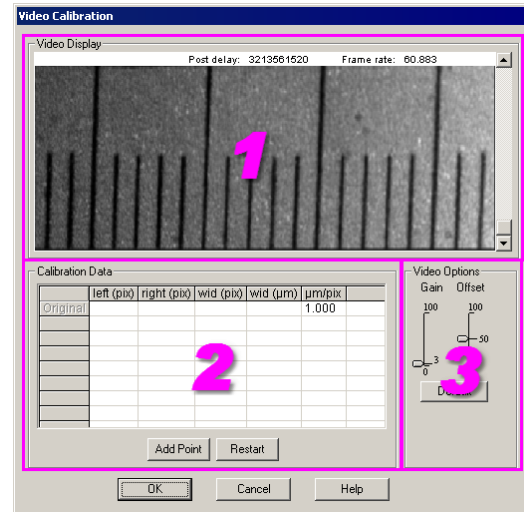 Video Calibration
Video Display
Post delay: 3213561520 Frame rate: 60.883
1
Calibration Data
left (pix) right (pix) wid (pix) wid (µm) µm/pix
Original 1.000
2
Add Point Restart
Video Options
Gain Offset
100 100
50
3
0
3
OK Cancel Help